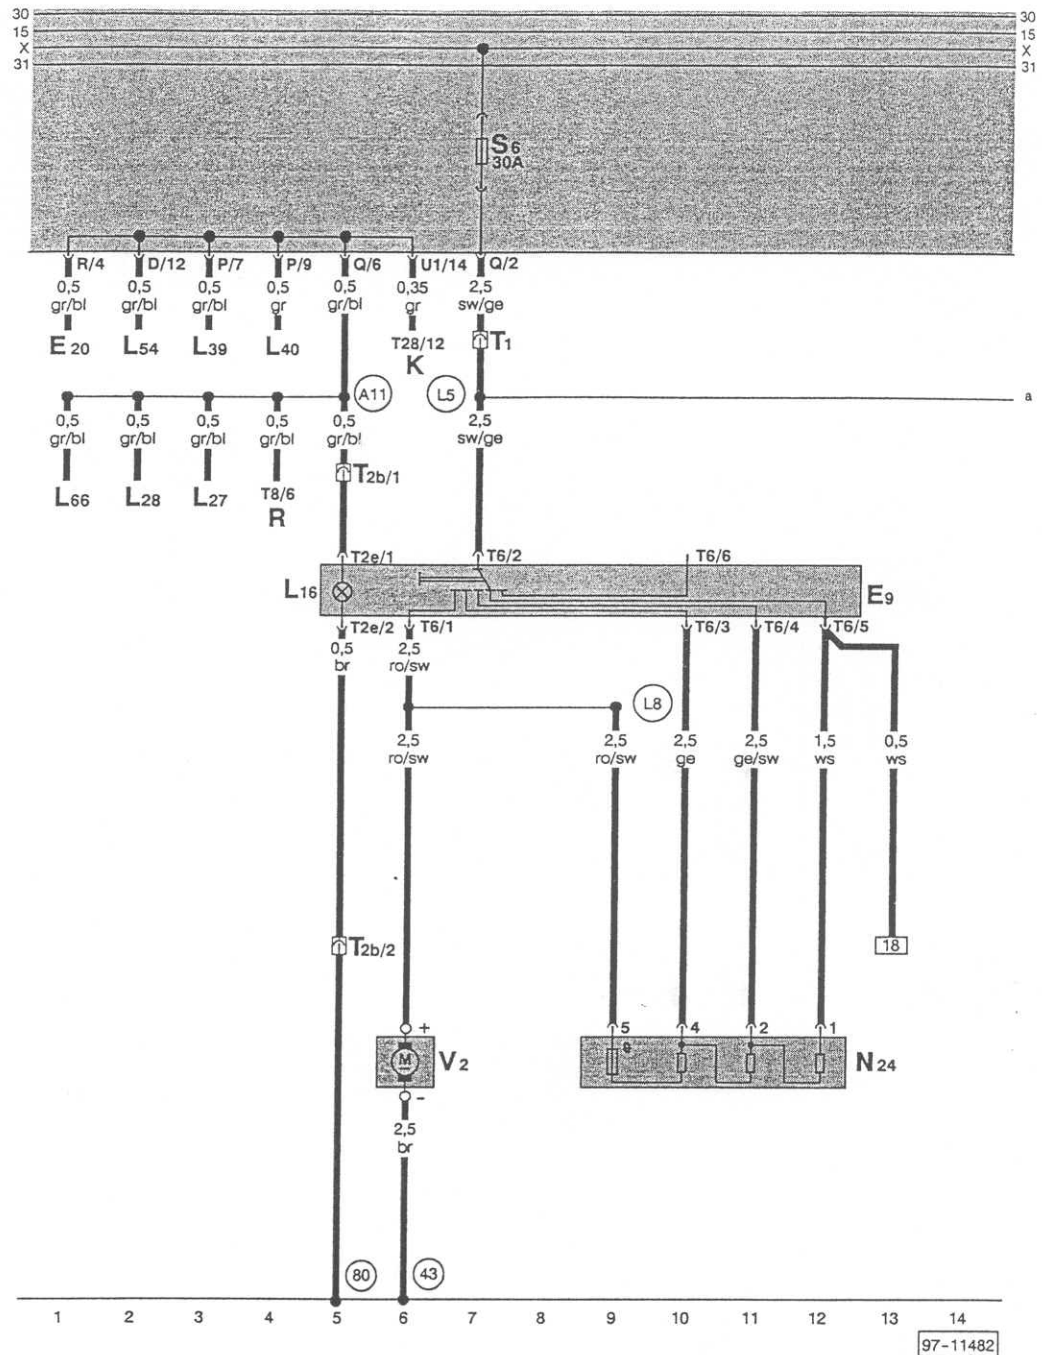 30 30
15 15
X X
31 31
S6
30A
R/4 D/12 P/7 P/9 Q/6 U1/14 Q/2
0,5 0,5 0,5 0,5 0,5 0,35 2,5
gr/bl gr/bl gr/bl gr gr/bl gr sw/ge
E20 L54 L39 L40 T28/12 T1
K
A11 L5 a
0,5 0,5 0,5 0,5 0,5 2,5
gr/bl gr/bl gr/bl gr/bl gr/bl sw/ge
T2b/1
L66 L28 L27 T8/6
R
T2e/1 T6/2 T6/6
L16 E9
T2e/2 T6/1 T6/3 T6/4 T6/5
0,5 2,5
br ro/sw
L8
2,5 2,5 2,5 2,5 1,5 0,5
ro/sw ro/sw ge ge/sw ws ws
T2b/2 18
+ 5 4 2 1
M V2 N24
-
2,5
br
80 43
1 2 3 4 5 6 7 8 9 10 11 12 13 14
97-11482